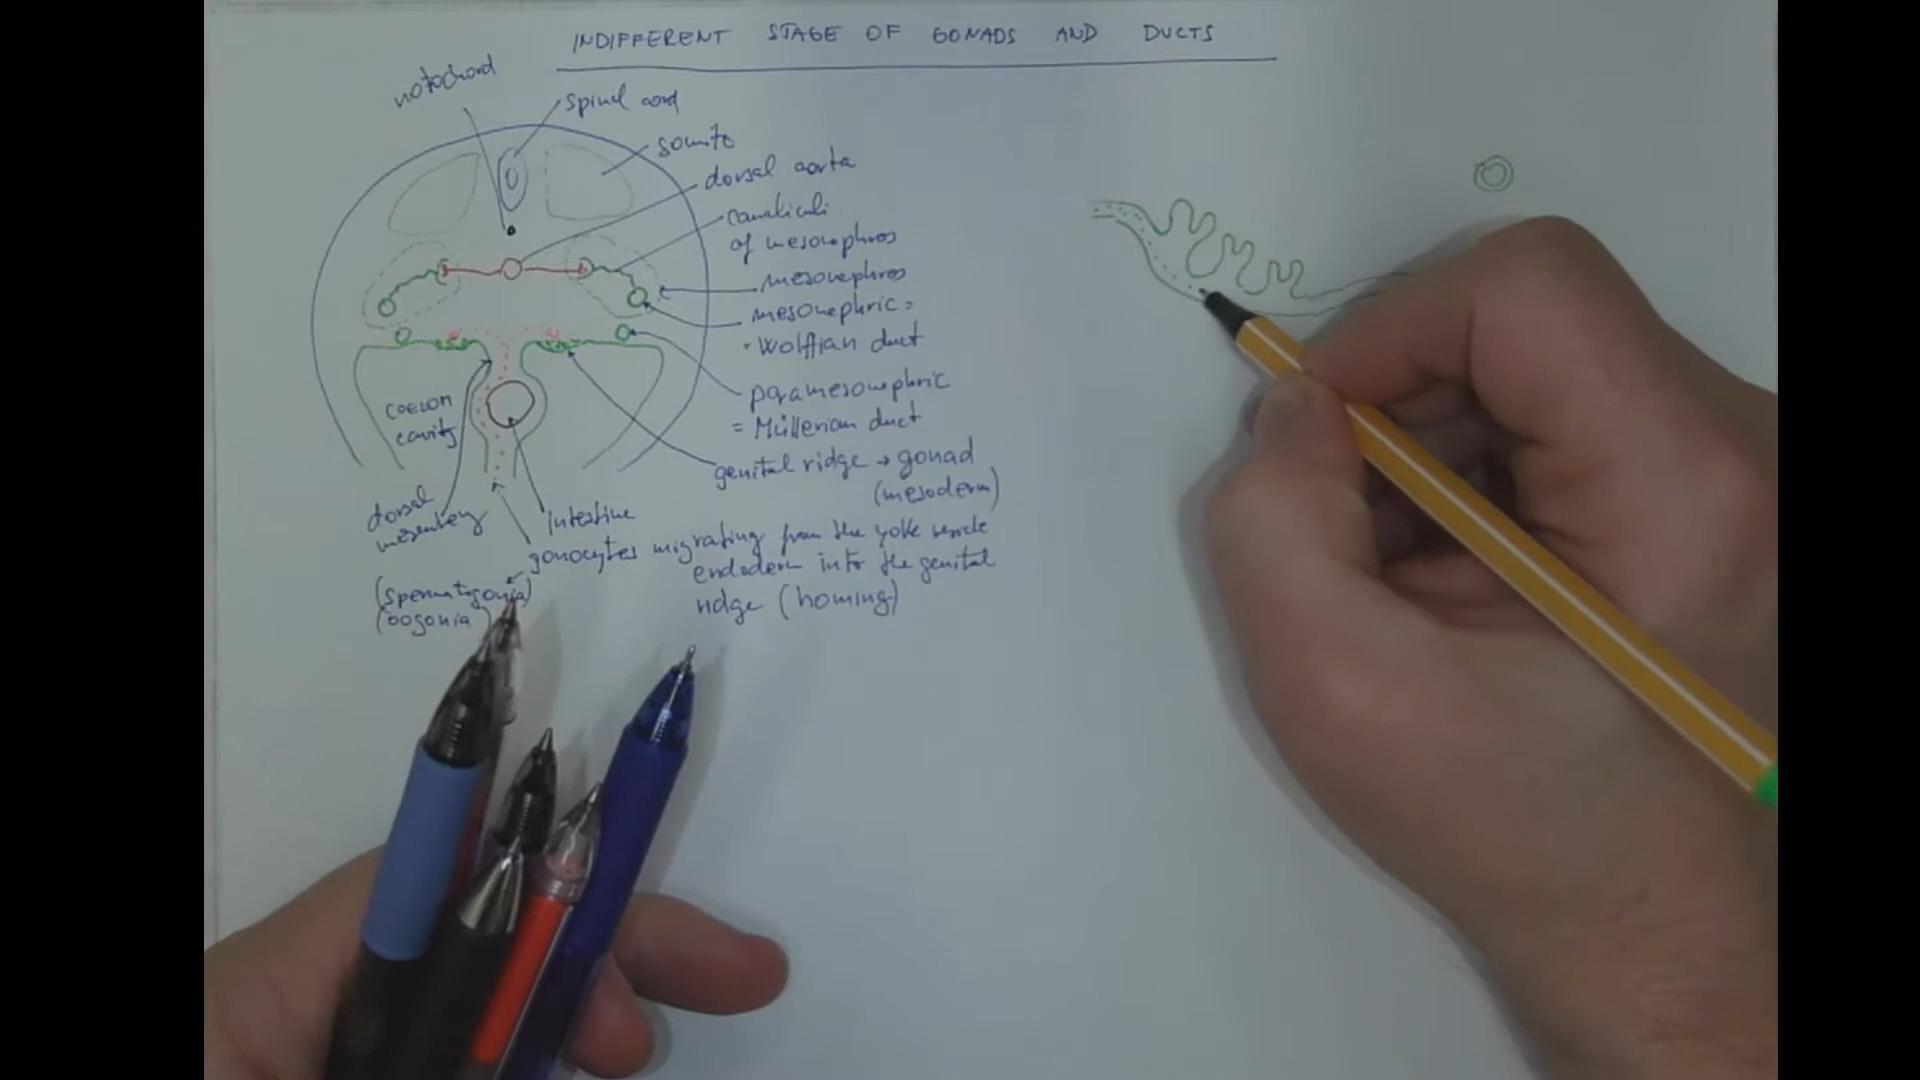 INDIFFERENT STAGE OF GONADS AND DUCTS
notochord
spinal cord
somite
dorsal aorta
canaliculi
of mesonephros
mesonephros
mesonephric =
= Wolffian duct
paramesonephric
= Müllerian duct
genital ridge → gonad
(mesoderm)
coelom
cavity
dorsal
mesentery
Intestine
gonocytes migrating from the yolk vesicle
endoderm into the genital
ridge (homing)
(spermatogonia)
(oogonia)